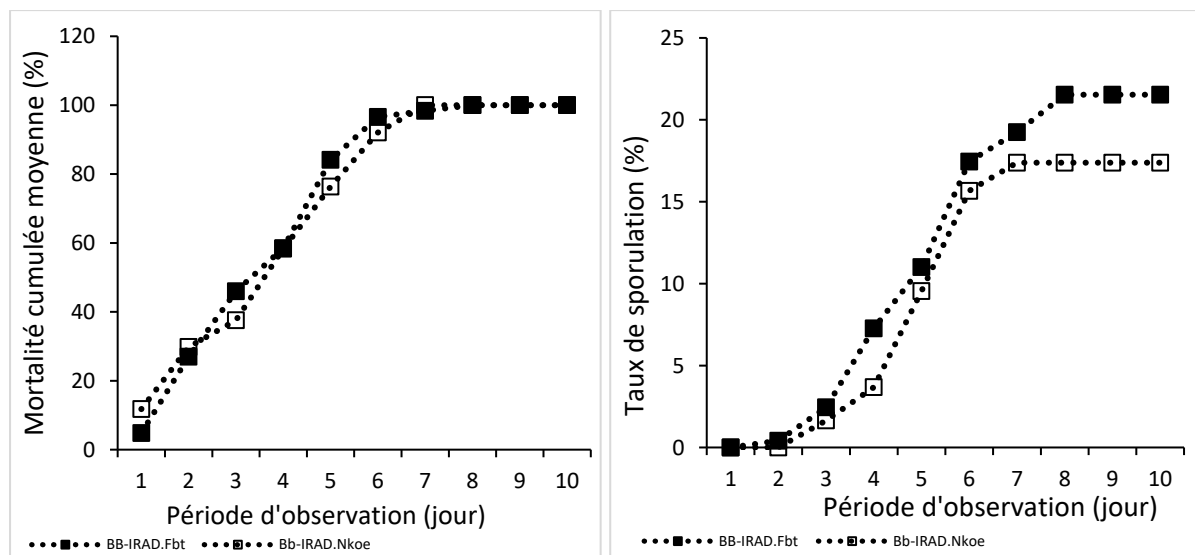 Mortalité cumulée moyenne (%)
120
100
80
60
40
20
0
1 2 3 4 5 6 7 8 9 10
Période d'observation (jour)
BB-IRAD.Fbt Bb-IRAD.Nkoe
Taux de sporulation (%)
25
20
15
10
5
0
1 2 3 4 5 6 7 8 9 10
Période d'observation (jour)
BB-IRAD.Fbt Bb-IRAD.Nkoe